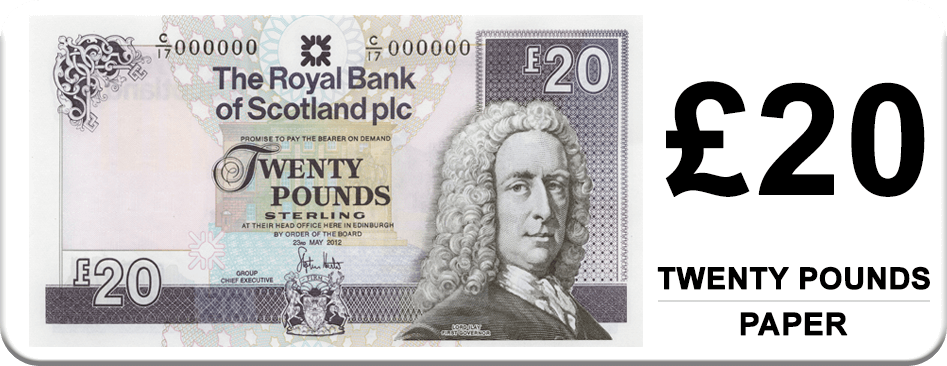 C/17 000000
C/17 000000
£20
The Royal Bank
of Scotland plc
PROMISE TO PAY THE BEARER ON DEMAND
TWENTY
POUNDS
STERLING
AT THEIR HEAD OFFICE HERE IN EDINBURGH
BY ORDER OF THE BOARD
23RD MAY 2012
GROUP
CHIEF EXECUTIVE
£20
LORD ILAY
FIRST GOVERNOR
£20
TWENTY POUNDS
PAPER